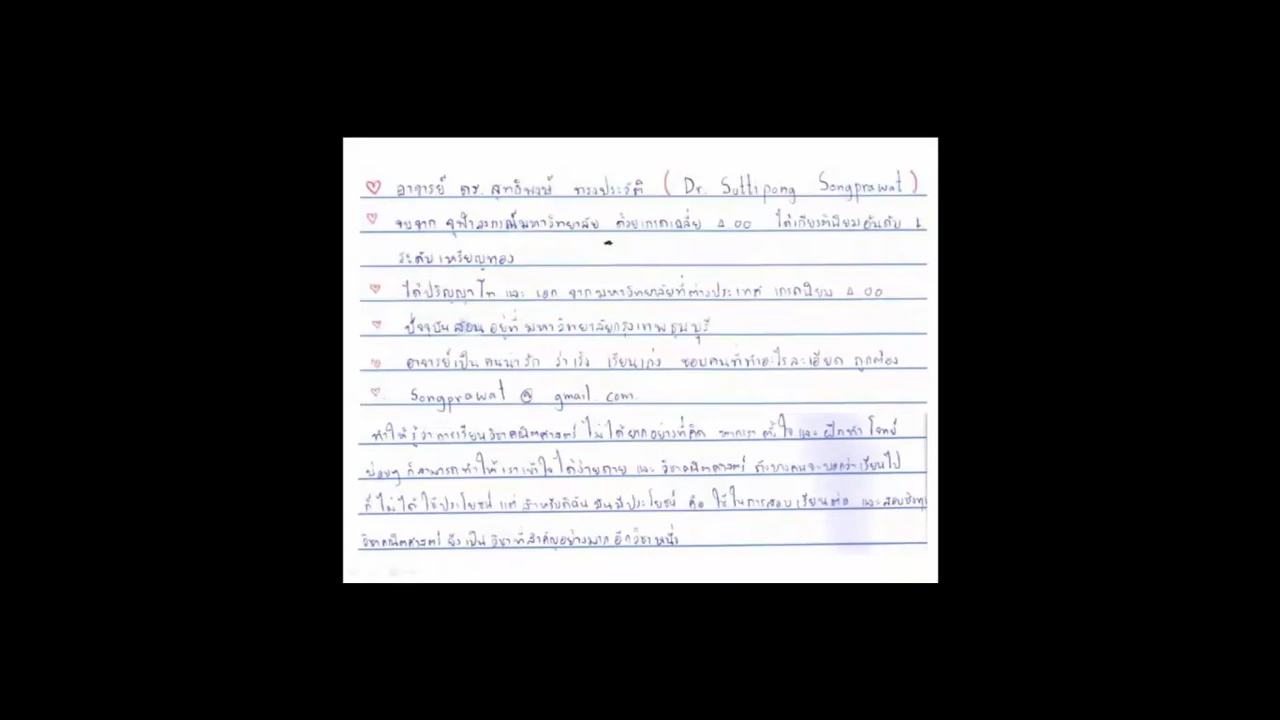 ♡ อาจารย์ ดร. สุทธิพงษ์ ทรงประวัติ ( Dr. Suttipong Songprawat )
♡ จบจาก จุฬาลงกรณ์มหาวิทยาลัย ด้วยเกรดเฉลี่ย 4 00 ได้เกียรตินิยมอันดับ 1
ระดับเหรียญทอง
♡ ได้ปริญญา โท และ เอก จากมหาวิทยาลัยที่ต่างประเทศ เกรดนิยม 4 00
♡ ปัจจุบัน สอน อยู่ที่ มหาวิทยาลัยกรุงเทพธนบุรี
♡ อาจารย์เป็น คนน่ารัก ร่าเริง เรียนเก่ง ชอบคนที่ทำอะไรละเอียด ถูกต้อง
♡ Songprawat @ gmail com.
ทำให้ รู้ว่า การเรียน วิชาคณิตศาสตร์ ไม่ได้ยากอย่างที่คิด หากเรา ตั้งใจ และ ฝึกทำ โจทย์
บ่อยๆ ก็สามารถ ทำให้ เราเข้าใจ ได้ง่ายดาย และ วิชาคณิตศาสตร์ ถึงบางคนจะบอกว่าเรียนไป
ก็ ไม่ ได้ ใช้ประโยชน์ แต่ สำหรับดิฉัน มันมีประโยชน์ คือ ใช้ ในการสอบ เรียนต่อ และสอบชิงทุ
วิชาคณิตศาสตร์ จึง เป็น วิชาที่สำคัญอย่างมาก อีกวิชา หนึ่ง